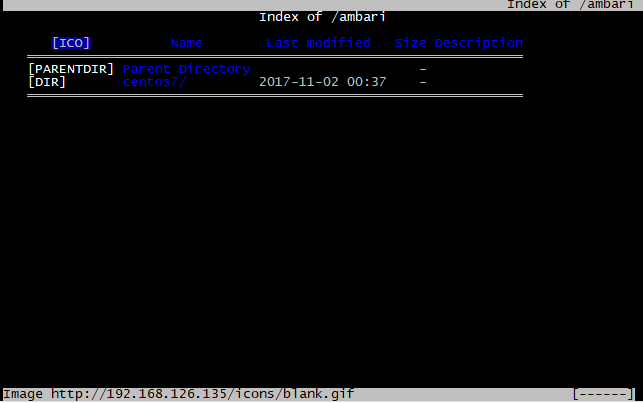 Index of /ambari
Index of /ambari
[ICO] Name Last modified Size Description
[PARENTDIR] Parent Directory -
[DIR] centos7/ 2017-11-02 00:37 -
Image http://192.168.126.135/icons/blank.gif [------]